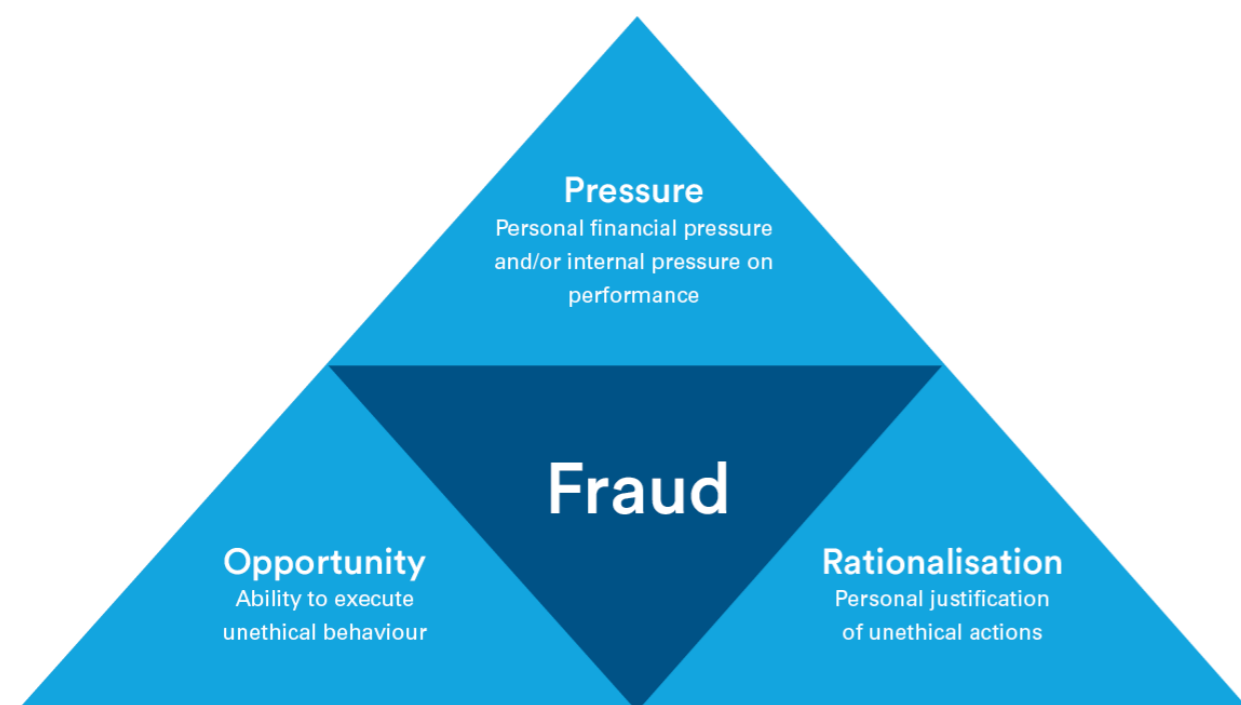 Pressure
Personal financial pressure
and/or internal pressure on
performance
Fraud
Opportunity
Ability to execute
unethical behaviour
Rationalisation
Personal justification
of unethical actions